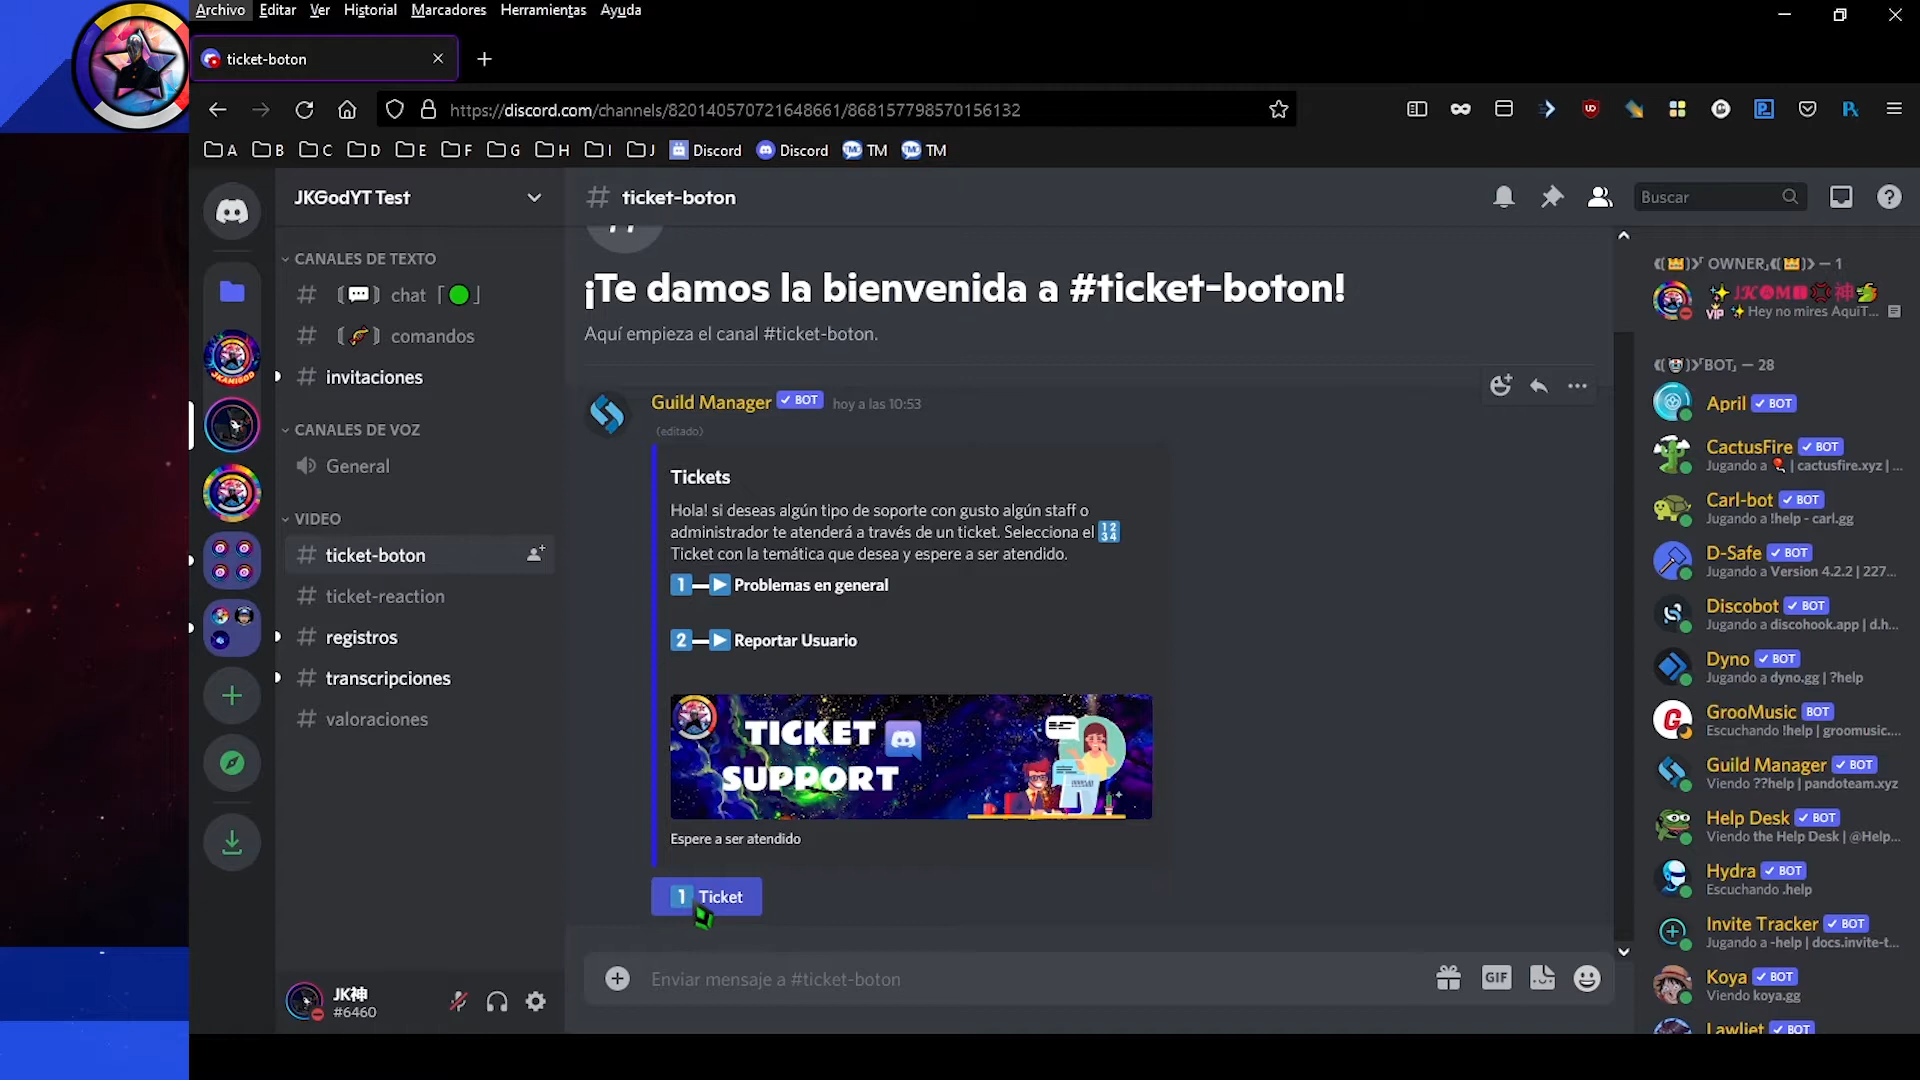 Archivo Editar Ver Historial Marcadores Herramientas Ayuda
ticket-boton
https://discord.com/channels/820140570721648661/868157798570156132
A B C D E F G H I J Discord Discord TM TM
JKGodYT Test
CANALES DE TEXTO
chat
comandos
invitaciones
CANALES DE VOZ
General
VIDEO
ticket-boton
ticket-reaction
registros
transcripciones
valoraciones
JK神
#6460
ticket-boton
Buscar
¡Te damos la bienvenida a #ticket-boton!
Aquí empieza el canal #ticket-boton.
Guild Manager BOT hoy a las 10:53
(editado)
Tickets
Hola! si deseas algún tipo de soporte con gusto algún staff o
administrador te atenderá a través de un ticket. Selecciona el 1234
Ticket con la temática que desea y espere a ser atendido.
1 Problemas en general
2 Reportar Usuario
TICKET
SUPPORT
Espere a ser atendido
1 Ticket
Enviar mensaje a #ticket-boton
GIF
OWNER — 1
VIP Hey no mires AquiT...
BOT — 28
April BOT
CactusFire BOT
Jugando a | cactusfire.xyz | ...
Carl-bot BOT
Jugando a !help - carl.gg
D-Safe BOT
Jugando a Version 4.2.2 | 227...
Discobot BOT
Jugando a discohook.app | d.h...
Dyno BOT
Jugando a dyno.gg | ?help
GrooMusic BOT
Escuchando !help | groomusic....
Guild Manager BOT
Viendo ??help | pandoteam.xyz
Help Desk BOT
Viendo the Help Desk | @Help...
Hydra BOT
Escuchando .help
Invite Tracker BOT
Jugando a -help | docs.invite-t...
Koya BOT
Viendo koya.gg
Lawliet BOT